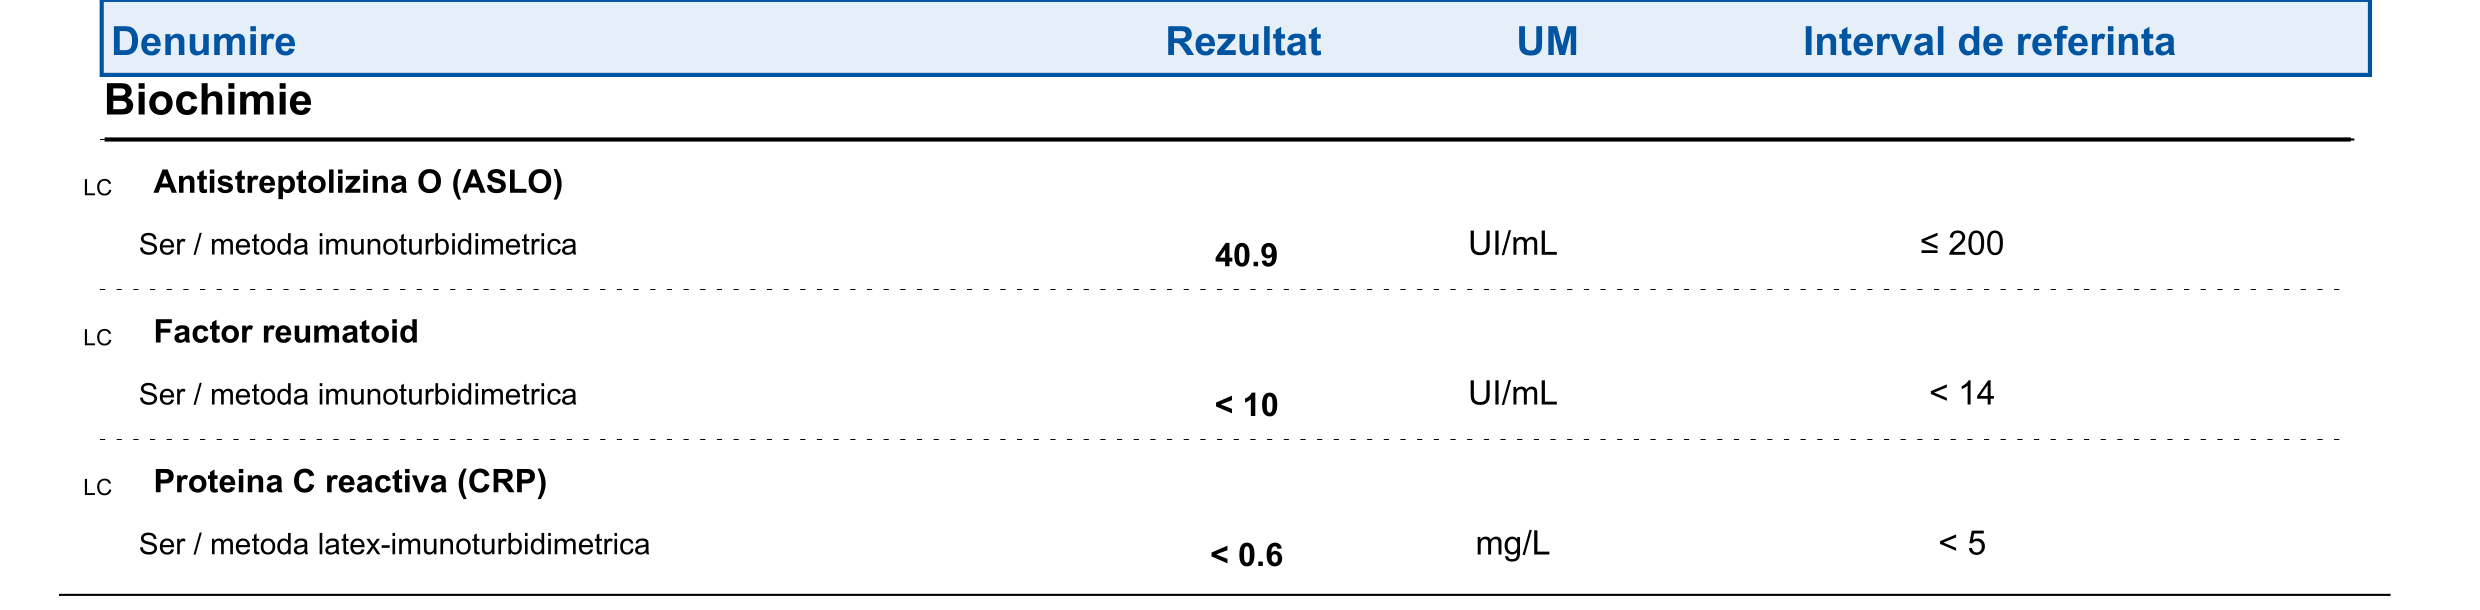 Denumire Rezultat UM Interval de referinta
Biochimie
LC Antistreptolizina O (ASLO)
Ser / metoda imunoturbidimetrica 40.9 UI/mL ≤ 200
LC Factor reumatoid
Ser / metoda imunoturbidimetrica < 10 UI/mL < 14
LC Proteina C reactiva (CRP)
Ser / metoda latex-imunoturbidimetrica < 0.6 mg/L < 5